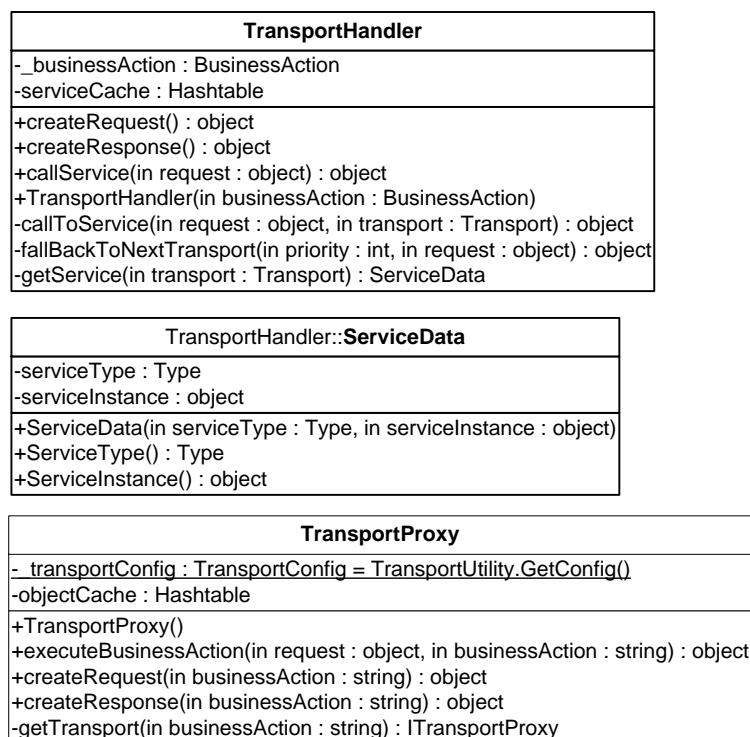 TransportHandler
-_businessAction : BusinessAction
-serviceCache : Hashtable
+createRequest() : object
+createResponse() : object
+callService(in request : object) : object
+TransportHandler(in businessAction : BusinessAction)
-callToService(in request : object, in transport : Transport) : object
-fallBackToNextTransport(in priority : int, in request : object) : object
-getService(in transport : Transport) : ServiceData
TransportHandler::ServiceData
-serviceType : Type
-serviceInstance : object
+ServiceData(in serviceType : Type, in serviceInstance : object)
+ServiceType() : Type
+ServiceInstance() : object
TransportProxy
-_transportConfig : TransportConfig = TransportUtility.GetConfig()
-objectCache : Hashtable
+TransportProxy()
+executeBusinessAction(in request : object, in businessAction : string) : object
+createRequest(in businessAction : string) : object
+createResponse(in businessAction : string) : object
-getTransport(in businessAction : string) : ITransportProxy